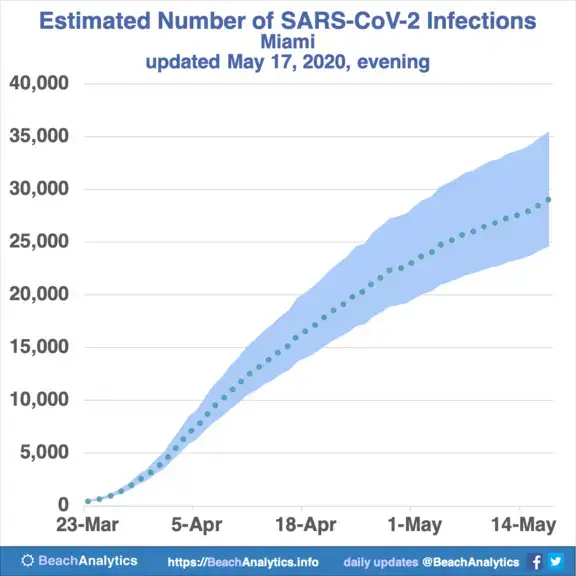 Estimated Number of SARS-CoV-2 Infections
Miami
updated May 17, 2020, evening
40,000
35,000
30,000
25,000
20,000
15,000
10,000
5,000
0
23-Mar 5-Apr 18-Apr 1-May 14-May
BeachAnalytics https://BeachAnalytics.info daily updates @BeachAnalytics